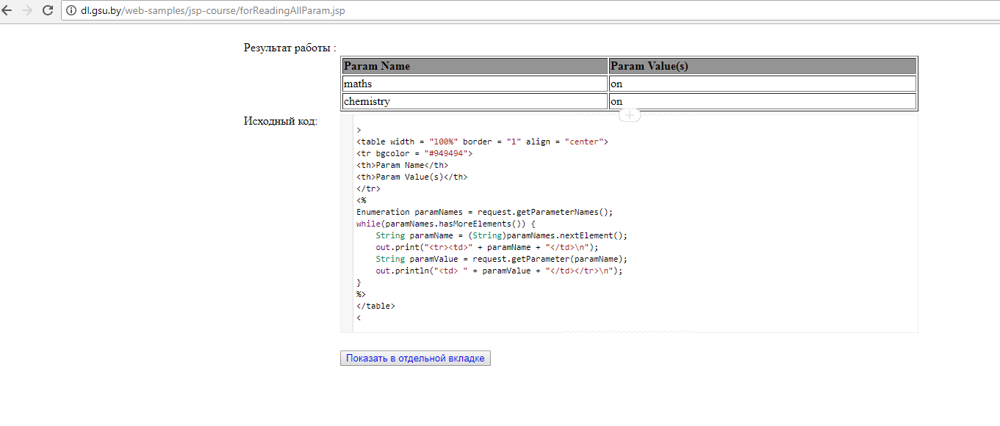 dl.gsu.by/web-samples/jsp-course/forReadingAllParam.jsp
Результат работы :
Param Name Param Value(s)
maths on
chemistry on
Исходный код:
>
<table width = "100%" border = "1" align = "center">
<tr bgcolor = "#949494">
<th>Param Name</th>
<th>Param Value(s)</th>
</tr>
<%
Enumeration paramNames = request.getParameterNames();
while(paramNames.hasMoreElements()) {
    String paramName = (String)paramNames.nextElement();
    out.print("<tr><td>" + paramName + "</td>\n");
    String paramValue = request.getParameter(paramName);
    out.println("<td> " + paramValue + "</td></tr>\n");
}
%>
</table>
<
Показать в отдельной вкладке